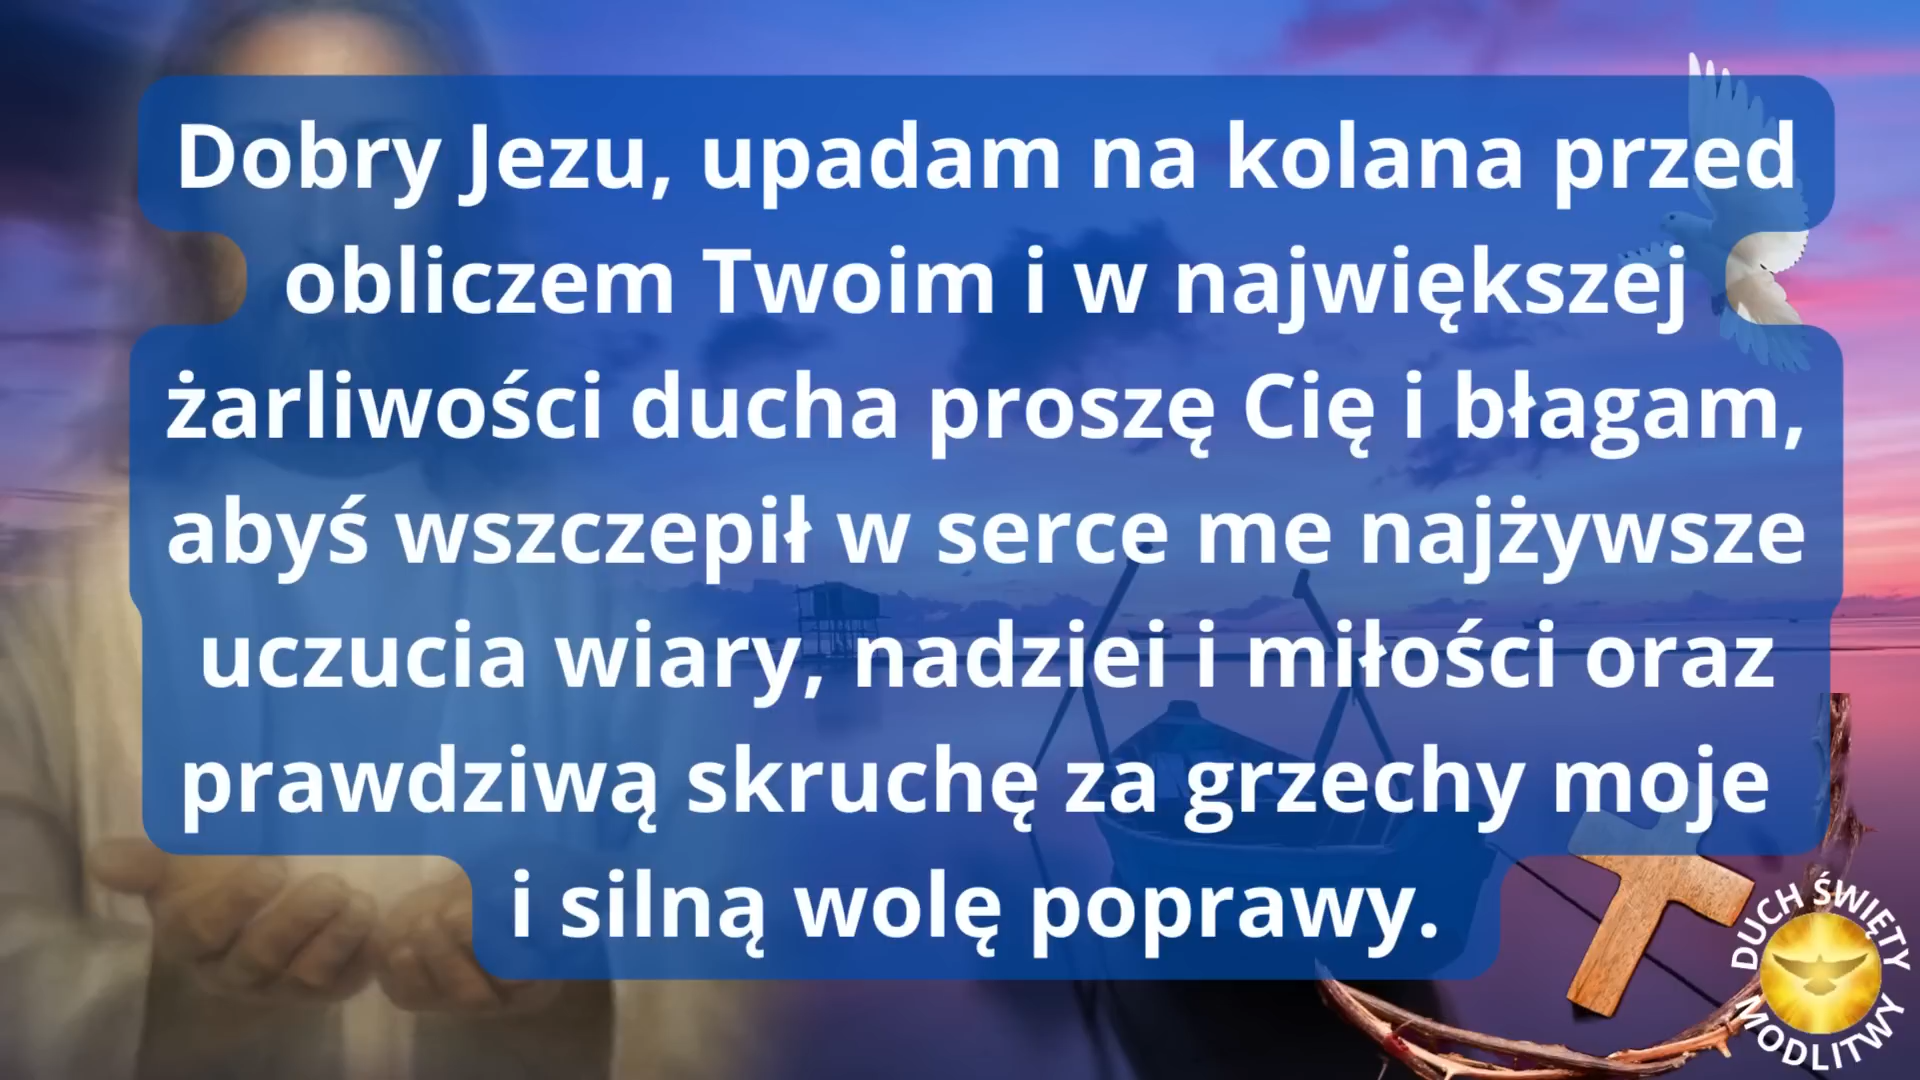 Dobry Jezu, upadam na kolana przed
obliczem Twoim i w największej
żarliwości ducha proszę Cię i błagam,
abyś wszczepił w serce me najżywsze
uczucia wiary, nadziei i miłości oraz
prawdziwą skruchę za grzechy moje
i silną wolę poprawy.
DUCH ŚWIĘTY
MODLITWY